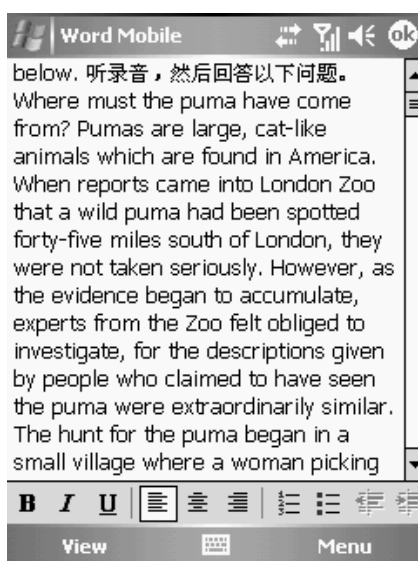 Word Mobile
ok
below. 听录音，然后回答以下问题。
Where must the puma have come
from? Pumas are large, cat-like
animals which are found in America.
When reports came into London Zoo
that a wild puma had been spotted
forty-five miles south of London, they
were not taken seriously. However, as
the evidence began to accumulate,
experts from the Zoo felt obliged to
investigate, for the descriptions given
by people who claimed to have seen
the puma were extraordinarily similar.
The hunt for the puma began in a
small village where a woman picking
B I U
View Menu